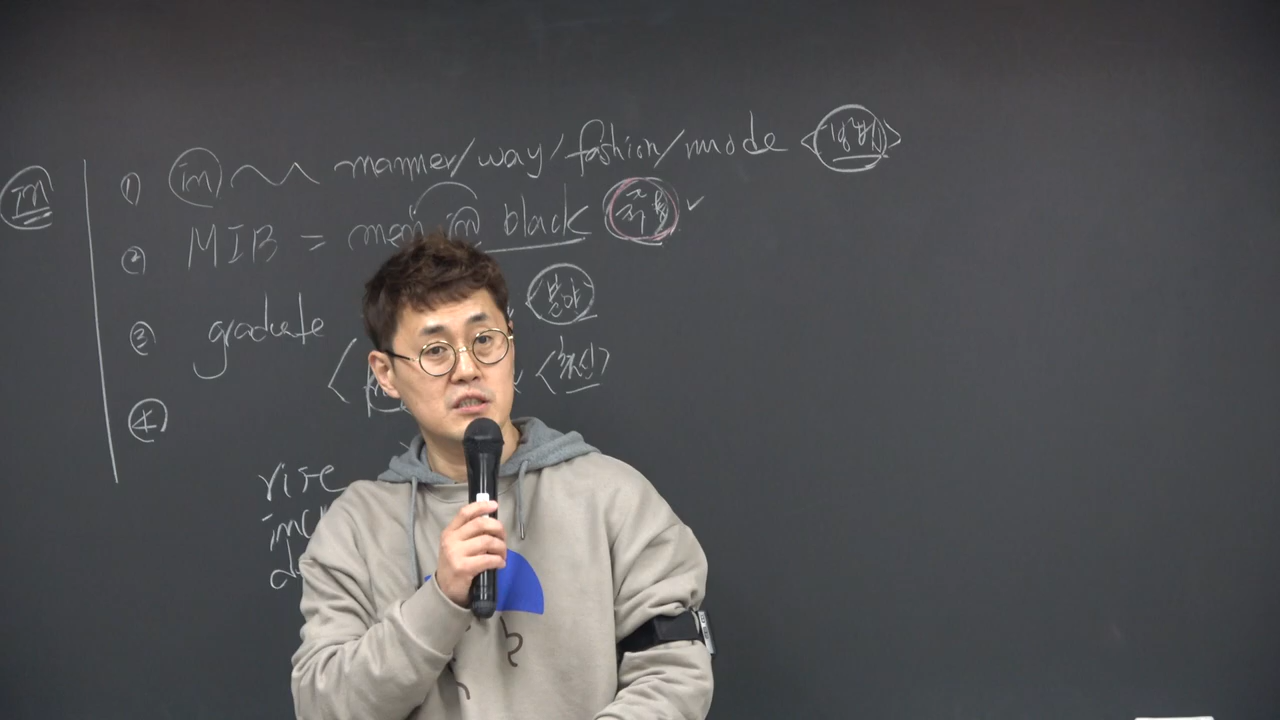 in
① in manner/way/fashion/mode <방법>
② MIB = men in black 착용 ✓
③ graduate 분야
<출신>
④
rise
inc
d